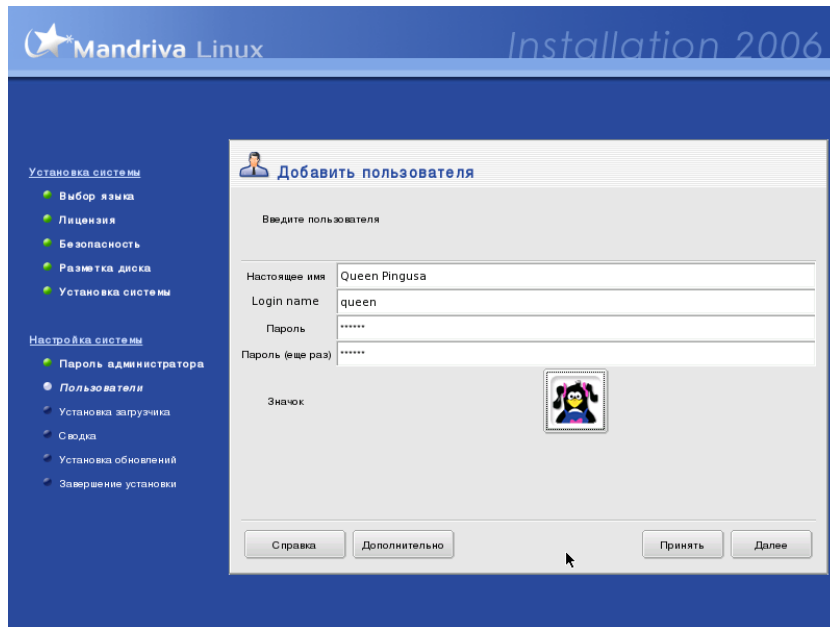 Mandriva Linux
Installation 2006
Установка системы
Выбор языка
Лицензия
Безопасность
Разметка диска
Установка системы
Настройка системы
Пароль администратора
Пользователи
Установка загрузчика
Сводка
Установка обновлений
Завершение установки
Добавить пользователя
Введите пользователя
Настоящее имя Queen Pingusa
Login name queen
Пароль ******
Пароль (еще раз) ******
Значок
Справка Дополнительно Принять Далее